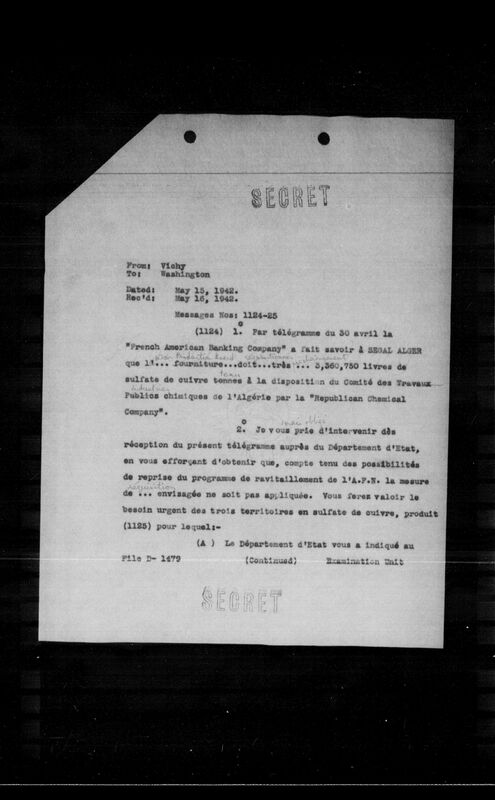 SECRET
From: Vichy
To: Washington
Dated: May 15, 1942.
Rec'd: May 16, 1942.
Messages Nos: 1124-25
(1124) 1. Par télégramme du 30 avril la
"French American Banking Company" a fait savoir à SEGAL ALGER
War Production Board
que l'... fourniture...doit...très ... 3,360,750 livres de
tenu
sulfate de cuivre tonnes à la disposition du Comité des Travaux
industries
Publics chimiques de l'Algérie par la "Republican Chemical
Company".
2. Je vous prie d'intervenir dès
réception du présent télégramme auprès du Département d'Etat,
en vous efforçant d'obtenir que, compte tenu des possibilités
de reprise du programme de ravitaillement de l'A.F.N. la mesure
requisition
de ... envisagée ne soit pas appliquée. Vous ferez valoir le
besoin urgent des trois territoires en sulfate de cuivre, produit
(1125) pour lequel:-
(A ) Le Département d'Etat vous a indiqué au
File D- 1479 (Continued) Examination Unit
SECRET